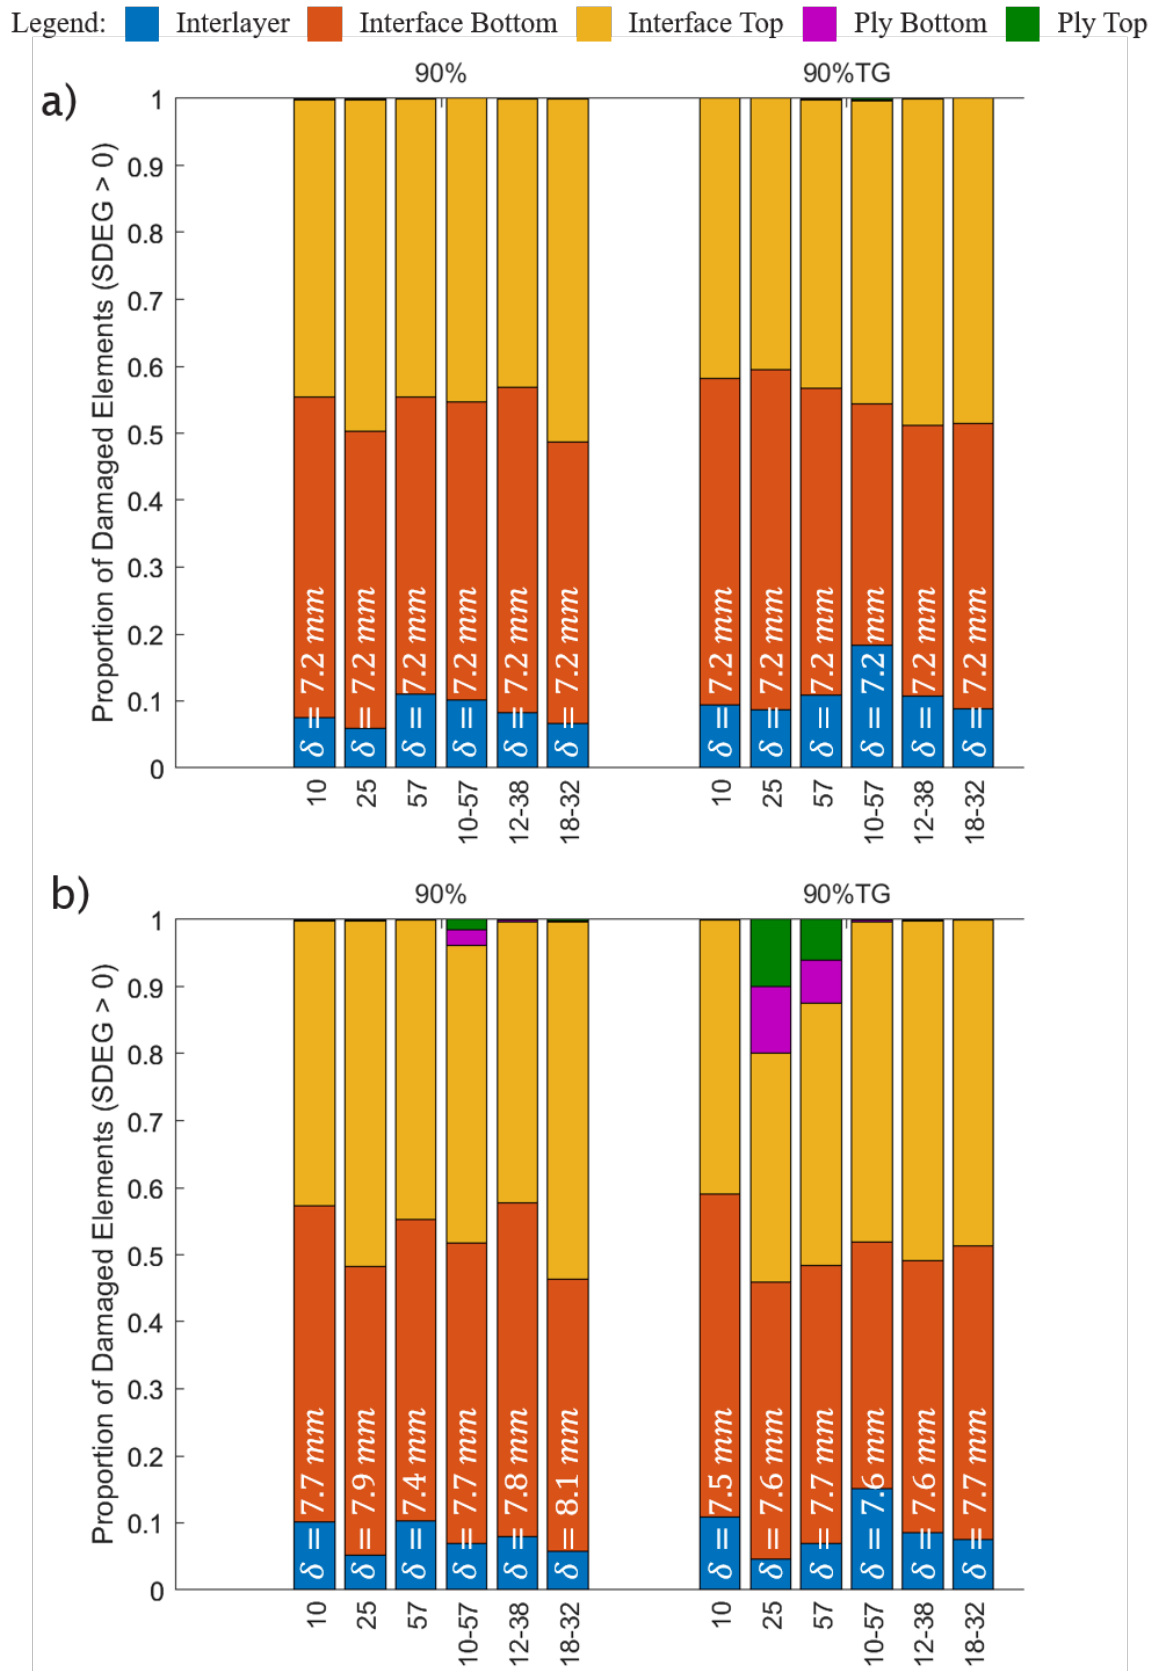 Legend: Interlayer Interface Bottom Interface Top Ply Bottom Ply Top
a)
90% 90%TG
Proportion of Damaged Elements (SDEG > 0)
1
0.9
0.8
0.7
0.6
0.5
0.4
0.3
0.2
0.1
0
δ = 7.2 mm
δ = 7.2 mm
δ = 7.2 mm
δ = 7.2 mm
δ = 7.2 mm
δ = 7.2 mm
δ = 7.2 mm
δ = 7.2 mm
δ = 7.2 mm
δ = 7.2 mm
δ = 7.2 mm
δ = 7.2 mm
10 25 57 10-57 12-38 18-32 10 25 57 10-57 12-38 18-32
b)
90% 90%TG
Proportion of Damaged Elements (SDEG > 0)
1
0.9
0.8
0.7
0.6
0.5
0.4
0.3
0.2
0.1
0
δ = 7.7 mm
δ = 7.9 mm
δ = 7.4 mm
δ = 7.7 mm
δ = 7.8 mm
δ = 8.1 mm
δ = 7.5 mm
δ = 7.6 mm
δ = 7.7 mm
δ = 7.6 mm
δ = 7.6 mm
δ = 7.7 mm
10 25 57 10-57 12-38 18-32 10 25 57 10-57 12-38 18-32